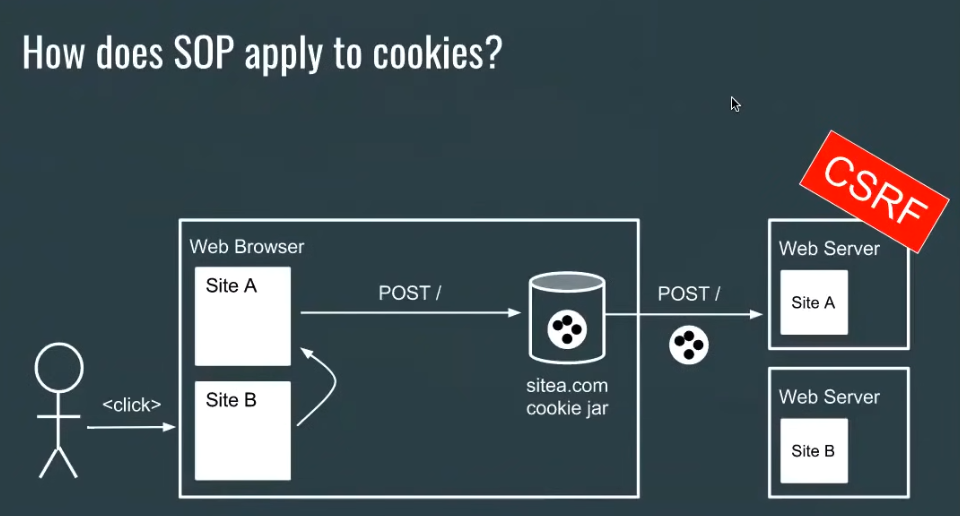 How does SOP apply to cookies?
CSRF
Web Browser
Site A
POST /
POST /
Web Server
Site A
sitea.com
cookie jar
<click>
Site B
Web Server
Site B